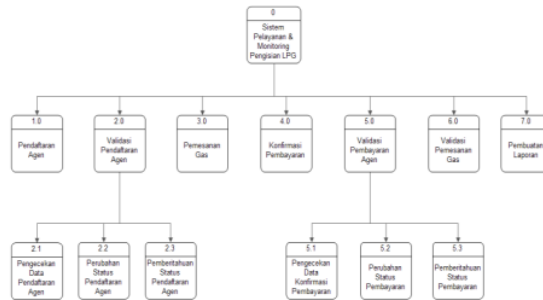 0
Sistem
Pelayanan &
Monitoring
Pengisian LPG
1.0
Pendaftaran
Agen
2.0
Validasi
Pendaftaran
Agen
3.0
Pemesanan
Gas
4.0
Konfirmasi
Pembayaran
5.0
Validasi
Pembayaran
Agen
6.0
Validasi
Pemesanan
Gas
7.0
Pembuatan
Laporan
2.1
Pengecekan
Data
Pendaftaran
Agen
2.2
Perubahan
Status
Pendaftaran
Agen
2.3
Pemberitahuan
Status
Pendaftaran
Agen
5.1
Pengecekan
Data
Konfirmasi
Pembayaran
5.2
Perubahan
Status
Pembayaran
5.3
Pemberitahuan
Status
Pembayaran